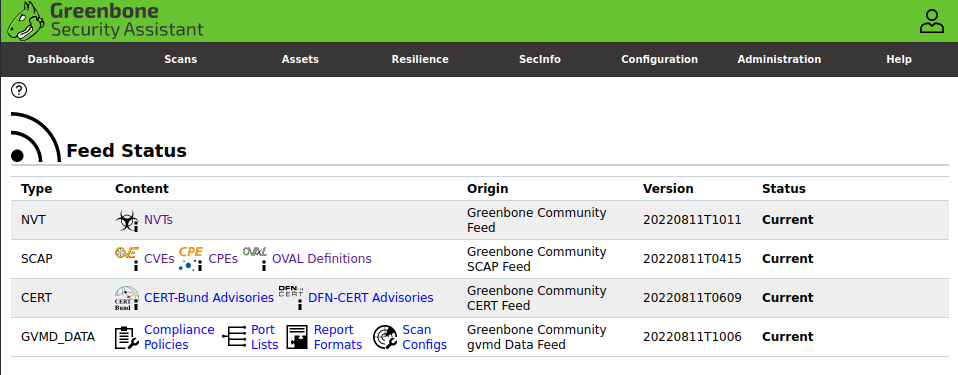 Greenbone
Security Assistant
Dashboards Scans Assets Resilience SecInfo Configuration Administration Help
?
Feed Status
Type Content Origin Version Status
NVT NVTs Greenbone Community Feed 20220811T1011 Current
SCAP CVE CVEs CPE CPEs OVAL OVAL Definitions Greenbone Community SCAP Feed 20220811T0415 Current
CERT CERT Bund CERT-Bund Advisories DFN CERT DFN-CERT Advisories Greenbone Community CERT Feed 20220811T0609 Current
GVMD_DATA Compliance Policies Port Lists Report Formats Scan Configs Greenbone Community gvmd Data Feed 20220811T1006 Current